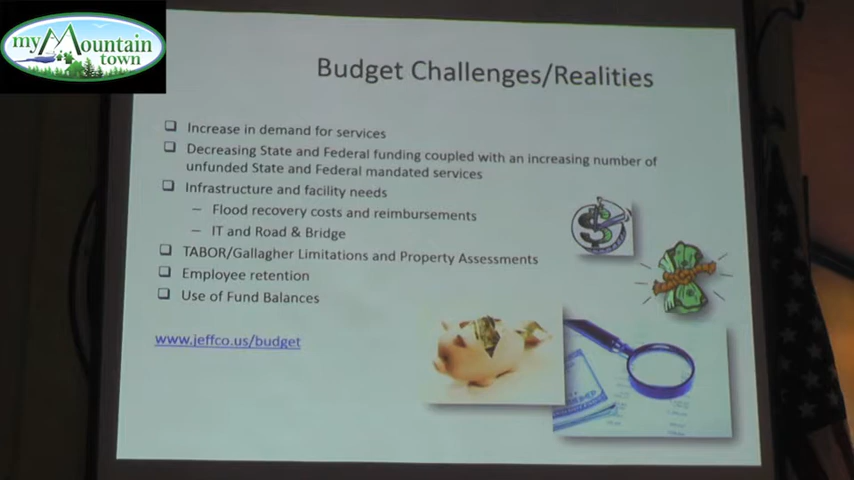 my Mountain
town
Budget Challenges/Realities
Increase in demand for services
Decreasing State and Federal funding coupled with an increasing number of
unfunded State and Federal mandated services
Infrastructure and facility needs
– Flood recovery costs and reimbursements
– IT and Road & Bridge
TABOR/Gallagher Limitations and Property Assessments
Employee retention
Use of Fund Balances
www.jeffco.us/budget